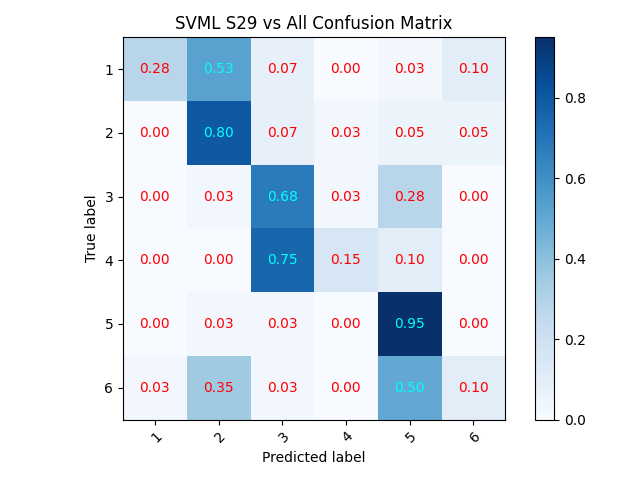 SVML S29 vs All Confusion Matrix
True label
1 0.28 0.53 0.07 0.00 0.03 0.10
2 0.00 0.80 0.07 0.03 0.05 0.05
3 0.00 0.03 0.68 0.03 0.28 0.00
4 0.00 0.00 0.75 0.15 0.10 0.00
5 0.00 0.03 0.03 0.00 0.95 0.00
6 0.03 0.35 0.03 0.00 0.50 0.10
1 2 3 4 5 6
Predicted label
0.8
0.6
0.4
0.2
0.0